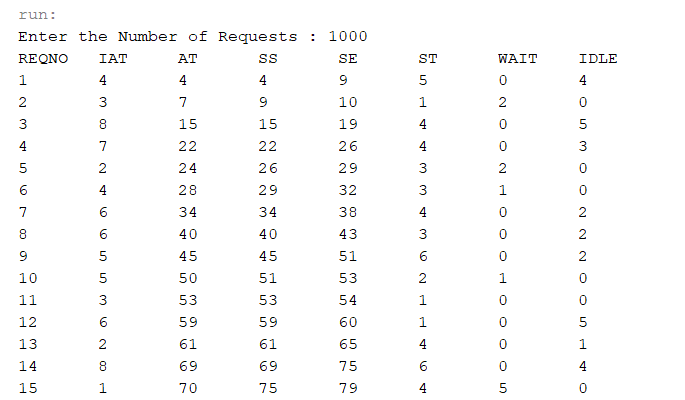 run:
Enter the Number of Requests : 1000
REQNO IAT AT SS SE ST WAIT IDLE
1 4 4 4 9 5 0 4
2 3 7 9 10 1 2 0
3 8 15 15 19 4 0 5
4 7 22 22 26 4 0 3
5 2 24 26 29 3 2 0
6 4 28 29 32 3 1 0
7 6 34 34 38 4 0 2
8 6 40 40 43 3 0 2
9 5 45 45 51 6 0 2
10 5 50 51 53 2 1 0
11 3 53 53 54 1 0 0
12 6 59 59 60 1 0 5
13 2 61 61 65 4 0 1
14 8 69 69 75 6 0 4
15 1 70 75 79 4 5 0